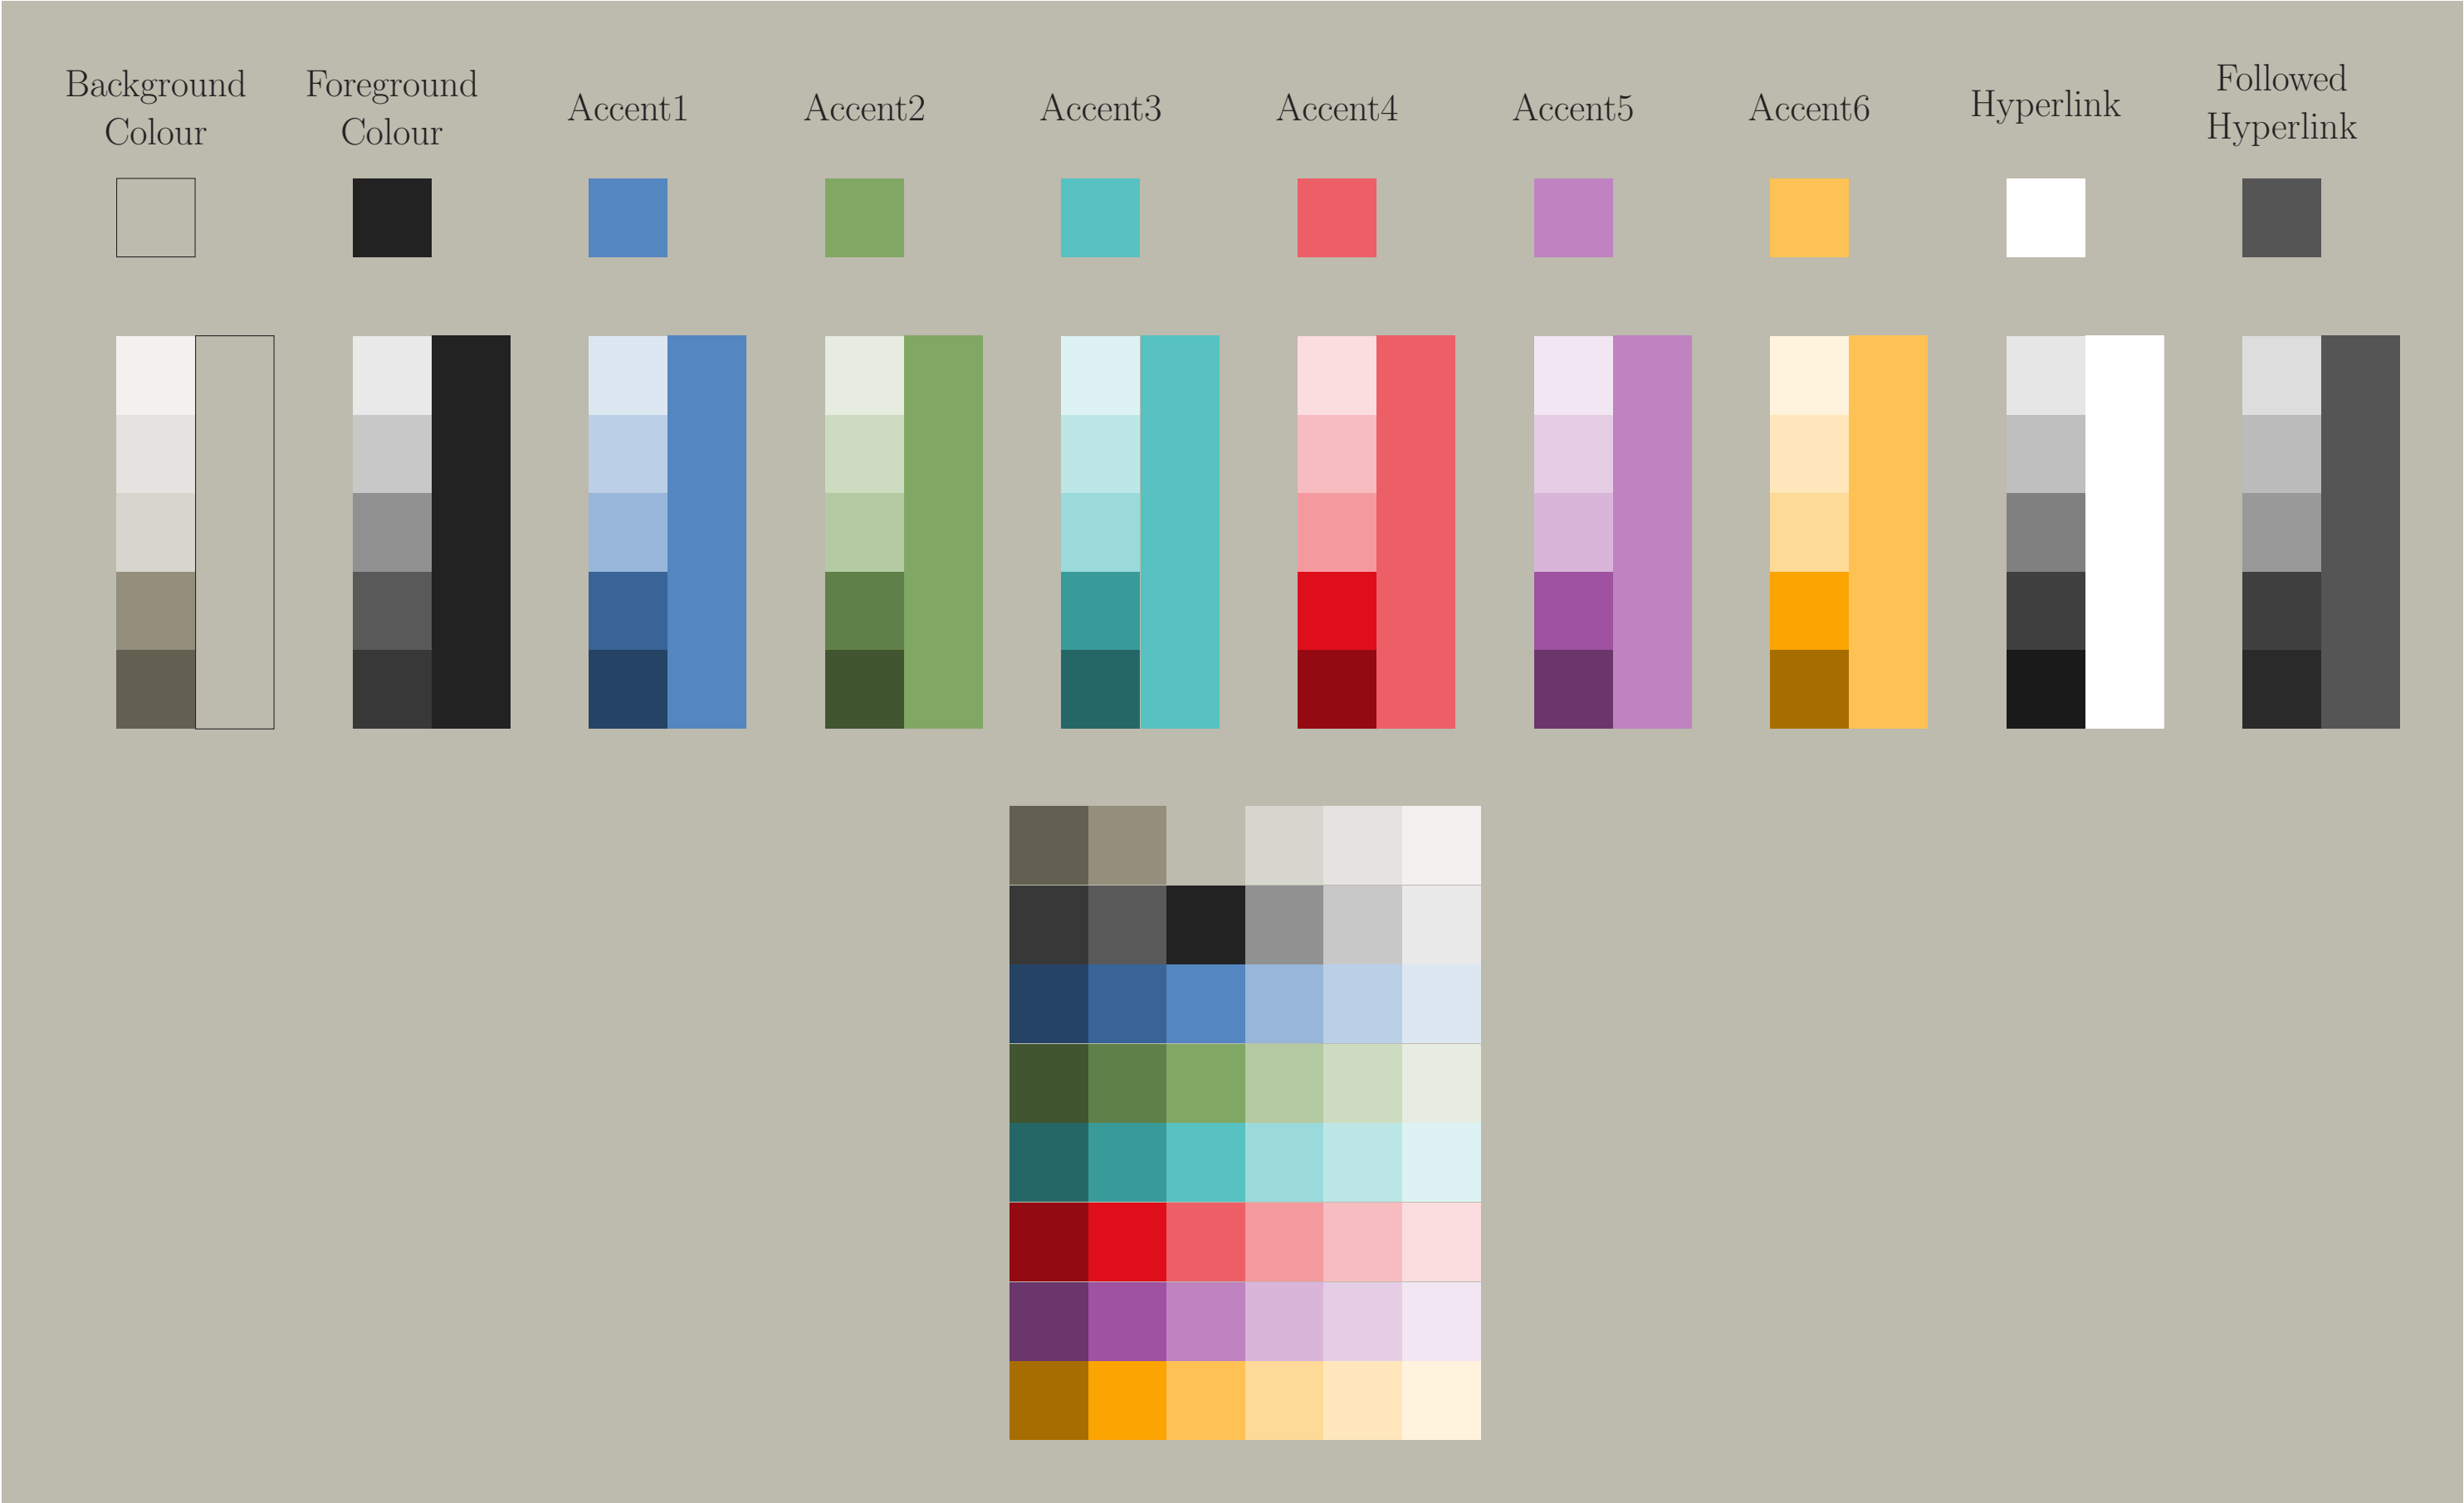 Background
Colour
Foreground
Colour
Accent1
Accent2
Accent3
Accent4
Accent5
Accent6
Hyperlink
Followed
Hyperlink